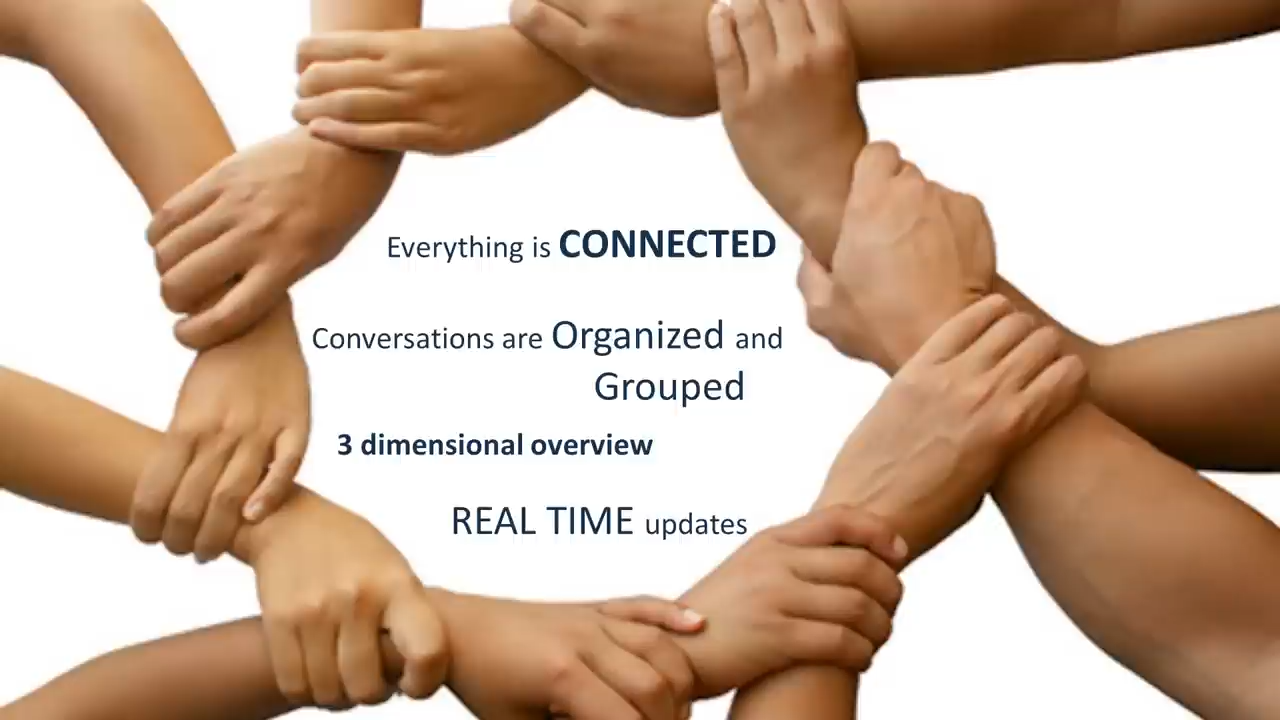 Everything is CONNECTED
Conversations are Organized and
Grouped
3 dimensional overview
REAL TIME updates